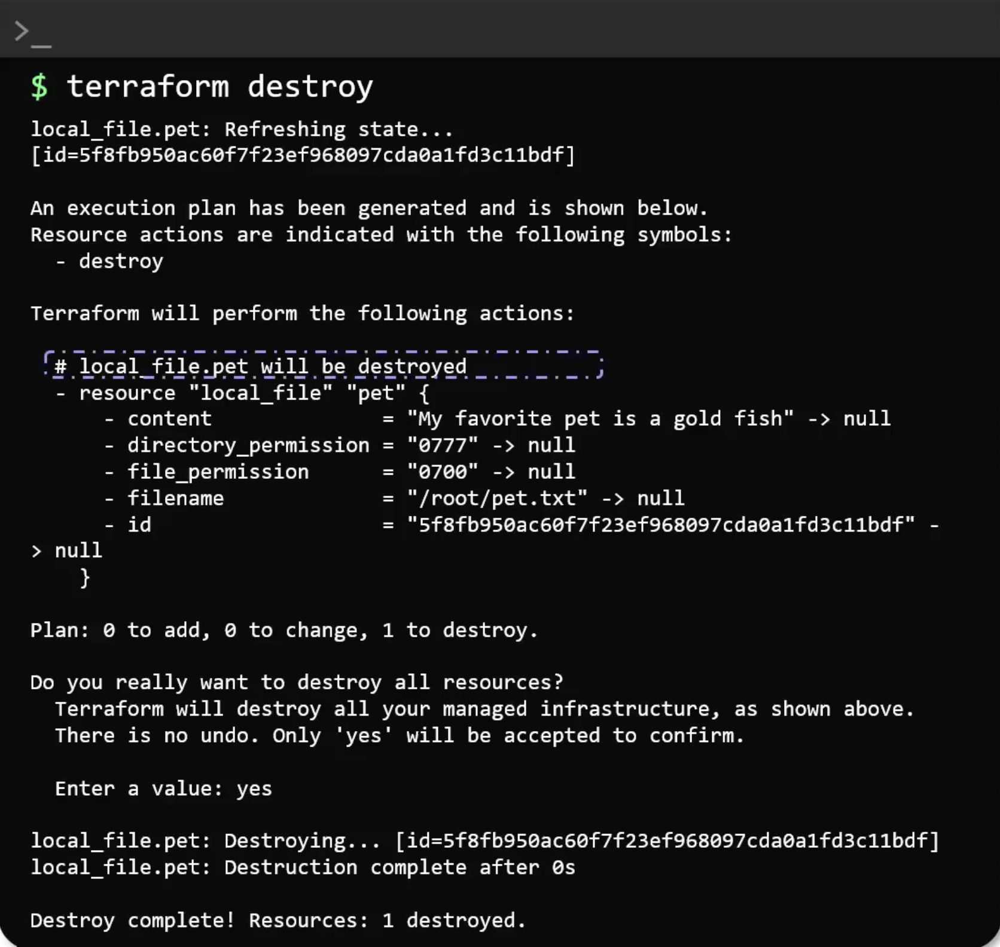 >_
$ terraform destroy
local_file.pet: Refreshing state...
[id=5f8fb950ac60f7f23ef968097cda0a1fd3c11bdf]
An execution plan has been generated and is shown below.
Resource actions are indicated with the following symbols:
  - destroy
Terraform will perform the following actions:
  # local_file.pet will be destroyed
  - resource "local_file" "pet" {
      - content              = "My favorite pet is a gold fish" -> null
      - directory_permission = "0777" -> null
      - file_permission      = "0700" -> null
      - filename             = "/root/pet.txt" -> null
      - id                   = "5f8fb950ac60f7f23ef968097cda0a1fd3c11bdf" -
> null
    }
Plan: 0 to add, 0 to change, 1 to destroy.
Do you really want to destroy all resources?
  Terraform will destroy all your managed infrastructure, as shown above.
  There is no undo. Only 'yes' will be accepted to confirm.
  Enter a value: yes
local_file.pet: Destroying... [id=5f8fb950ac60f7f23ef968097cda0a1fd3c11bdf]
local_file.pet: Destruction complete after 0s
Destroy complete! Resources: 1 destroyed.